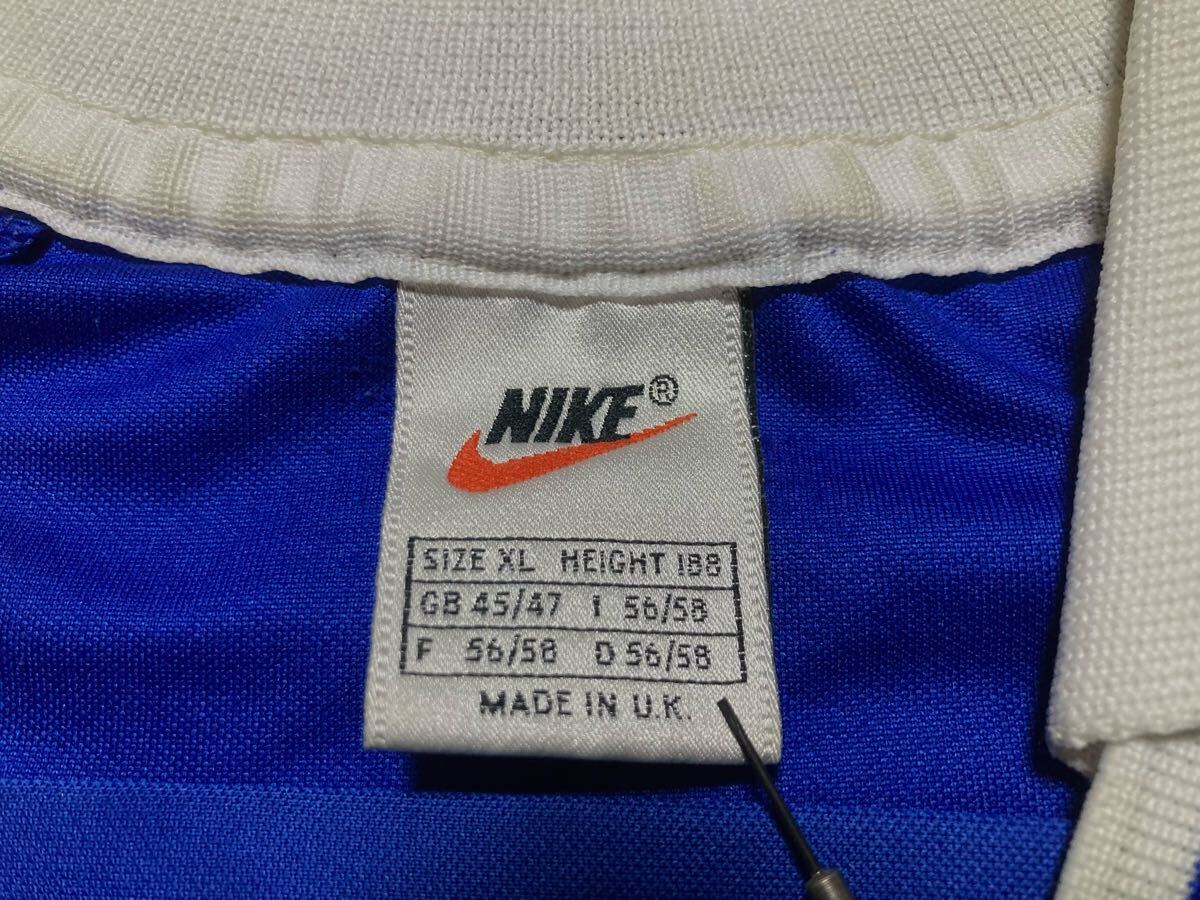 NIKE®
SIZE XL HEIGHT 188
GB 45/47 I 56/58
F 56/58 D 56/58
MADE IN U.K.